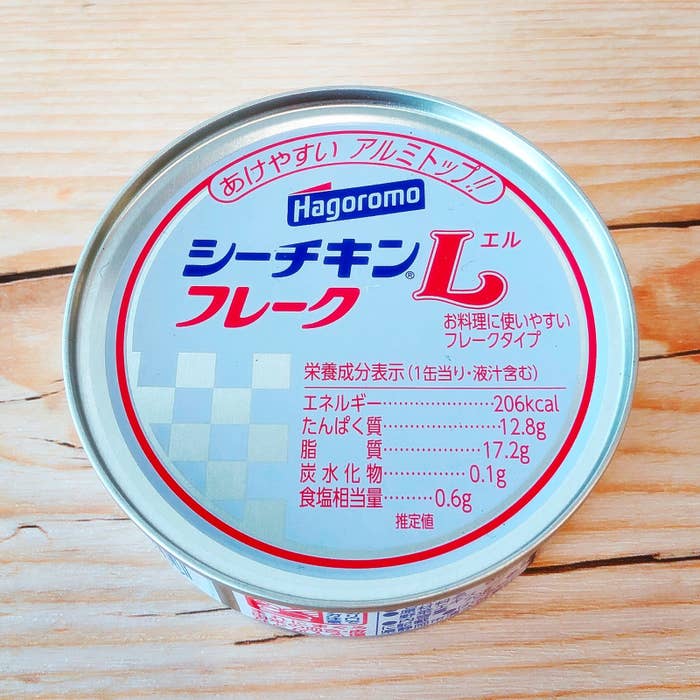 あけやすい アルミトップ!!
Hagoromo
シーチキン® L エル
フレーク
お料理に使いやすい
フレークタイプ
栄養成分表示(1缶当り・液汁含む)
エネルギー……………………206kcal
たんぱく質……………………12.8g
脂　質……………………17.2g
炭水化物………………0.1g
食塩相当量………0.6g
推定値